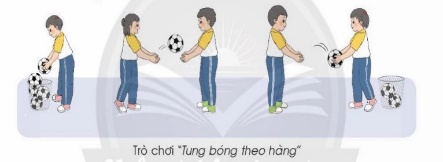 Trò chơi “Tung bóng theo hàng”